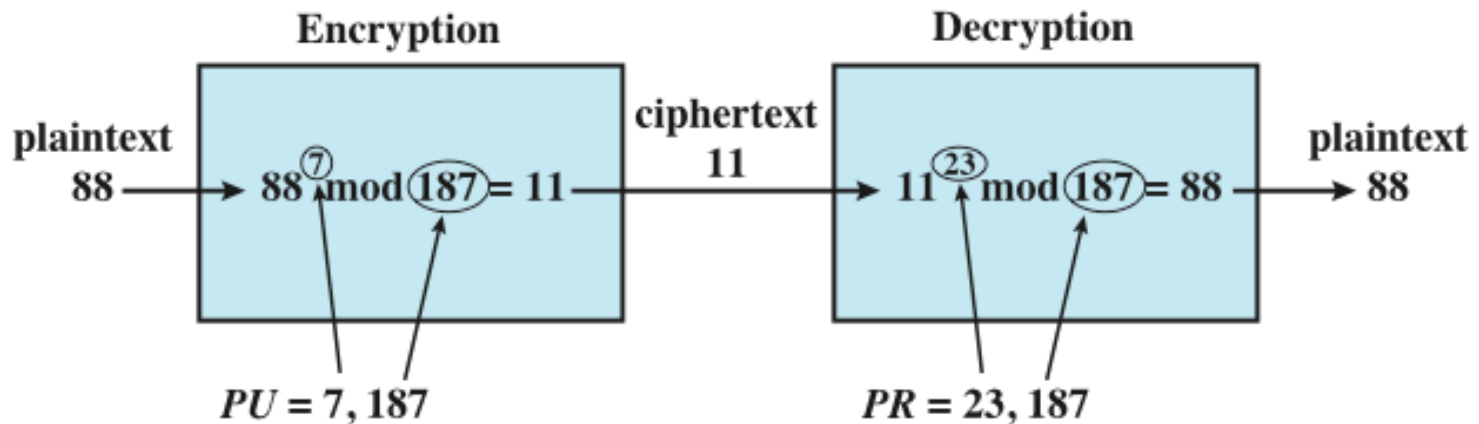 Encryption
Decryption
plaintext
88
88^7 mod 187 = 11
ciphertext
11
11^23 mod 187 = 88
plaintext
88
PU = 7, 187
PR = 23, 187